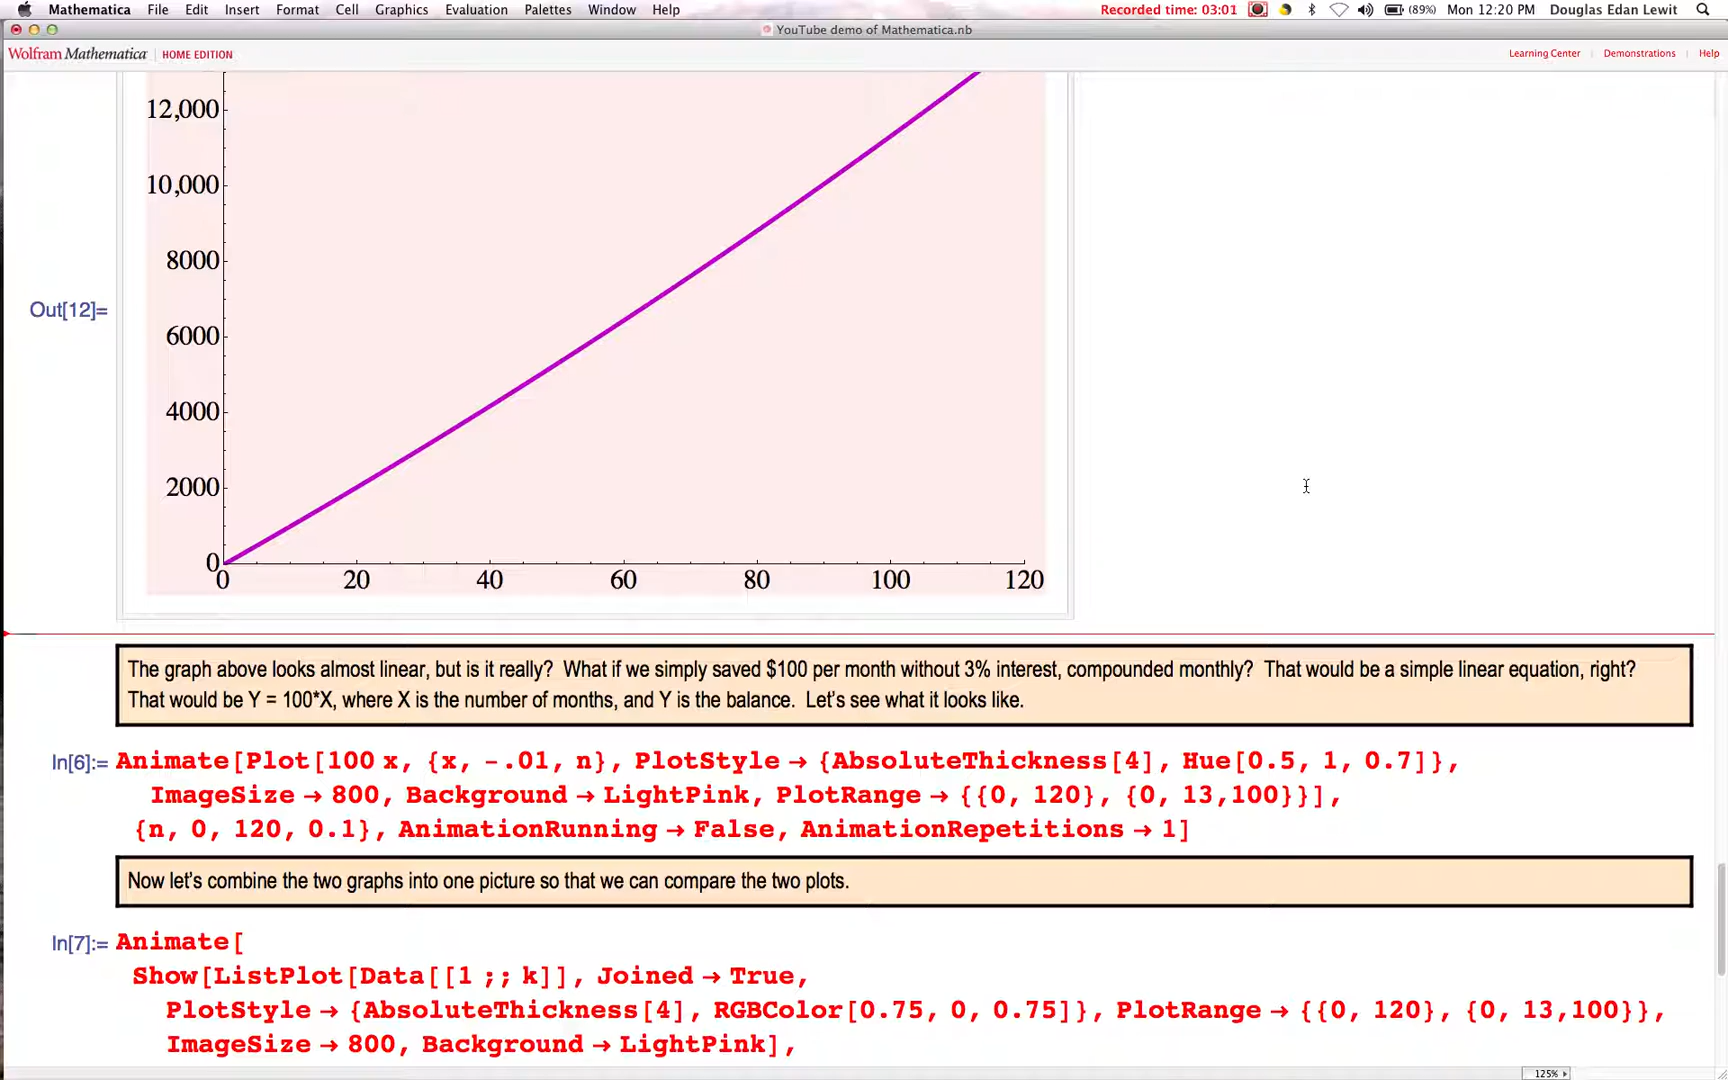 Mathematica File Edit Insert Format Cell Graphics Evaluation Palettes Window Help Recorded time: 03:01 (89%) Mon 12:20 PM Douglas Edan Lewit
YouTube demo of Mathematica.nb
Wolfram Mathematica HOME EDITION Learning Center Demonstrations Help
12,000
10,000
8000
Out[12]=
6000
4000
2000
0
0 20 40 60 80 100 120
The graph above looks almost linear, but is it really? What if we simply saved $100 per month without 3% interest, compounded monthly? That would be a simple linear equation, right?
That would be Y = 100*X, where X is the number of months, and Y is the balance. Let's see what it looks like.
In[6]:= Animate[Plot[100 x, {x, -.01, n}, PlotStyle → {AbsoluteThickness[4], Hue[0.5, 1, 0.7]},
ImageSize → 800, Background → LightPink, PlotRange → {{0, 120}, {0, 13,100}}],
{n, 0, 120, 0.1}, AnimationRunning → False, AnimationRepetitions → 1]
Now let's combine the two graphs into one picture so that we can compare the two plots.
In[7]:= Animate[
Show[ListPlot[Data[[1 ;; k]], Joined → True,
PlotStyle → {AbsoluteThickness[4], RGBColor[0.75, 0, 0.75]}, PlotRange → {{0, 120}, {0, 13,100}},
ImageSize → 800, Background → LightPink],
125%